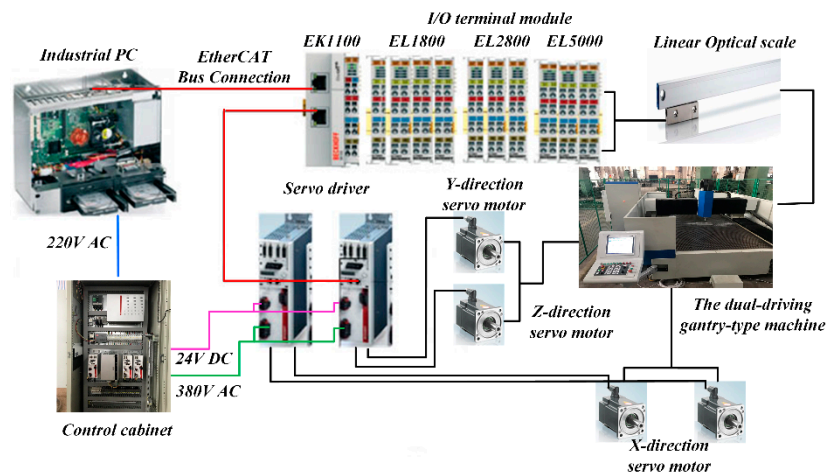 I/O terminal module
Industrial PC
EtherCAT
Bus Connection
EK1100
EL1800
EL2800
EL5000
Linear Optical scale
BECKHOFF
Servo driver
Y-direction
servo motor
220V AC
Z-direction
servo motor
The dual-driving
gantry-type machine
24V DC
380V AC
Control cabinet
X-direction
servo motor